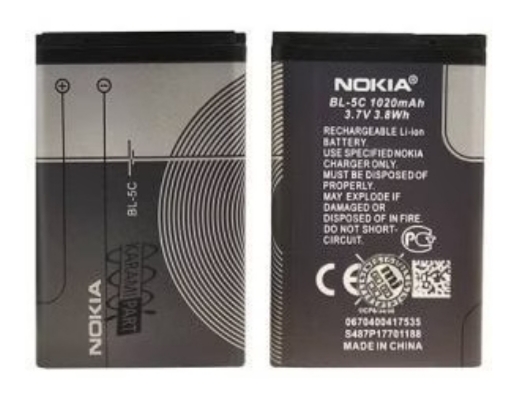 BL-5C
NOKIA
KARAMPART
NOKIA®
BL-5C 1020mAh
3.7V 3.8Wh
RECHARGEABLE Li-ion
BATTERY.
USE SPECIFIED NOKIA
CHARGER ONLY.
MUST BE DISPOSED OF
PROPERLY.
MAY EXPLODE IF
DAMAGED OR
DISPOSED OF IN FIRE.
DO NOT SHORT-
CIRCUIT.
CE
0670400417535
S487P17701188
MADE IN CHINA